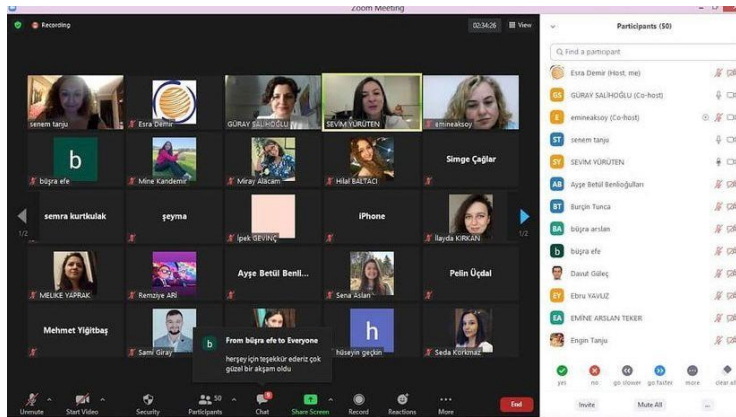 Zoom Meeting
Recording
02:34:26
View
senem tanju
Esra Demir
GÜRAY SALİHOĞLU
SEVİM YÜRÜTEN
emineaksoy
b
büşra efe
Mine Kandemir
Miray Alacam
Hilal BALTACI
Simge Çağlar
semra kurtkulak
şeyma
İpek GEVİNÇ
iPhone
İlayda KIRKAN
1/2
1/2
MELIKE YAPRAK
Remziye ARI
Ayşe Betül Benli...
Sena Aslan
Pelin Üçdal
Mehmet Yiğitbaş
Sami Giray
h
hüseyin geçkin
Seda Korkmaz
b
From büşra efe to Everyone
herşey için teşekkür ederiz çok
güzel bir akşam oldu
Unmute
Start Video
Security
50
Participants
Chat
Share Screen
Record
Reactions
More
End
Participants (50)
Find a participant
Esra Demir (Host, me)
GS GÜRAY SALİHOĞLU (Co-host)
E emineaksoy (Co-host)
ST senem tanju
SY SEVİM YÜRÜTEN
AB Ayşe Betül Benlioğulları
BT Burçin Tunca
BA büşra arslan
b büşra efe
Davut Güleç
EY Ebru YAVUZ
EA EMİNE ARSLAN TEKER
Engin Tanju
yes
no
go slower
go faster
more
clear all
Invite
Mute All